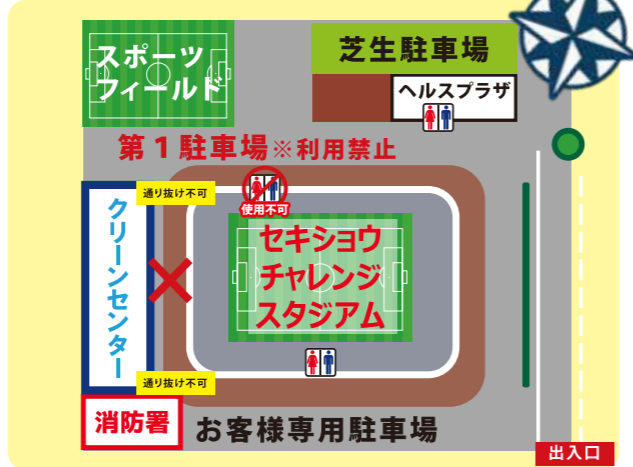 スポーツ
フィールド
芝生駐車場
ヘルスプラザ
第1駐車場※利用禁止
通り抜け不可
使用不可
クリーンセンター
セキショウ
チャレンジ
スタジアム
通り抜け不可
消防署
お客様専用駐車場
出入口